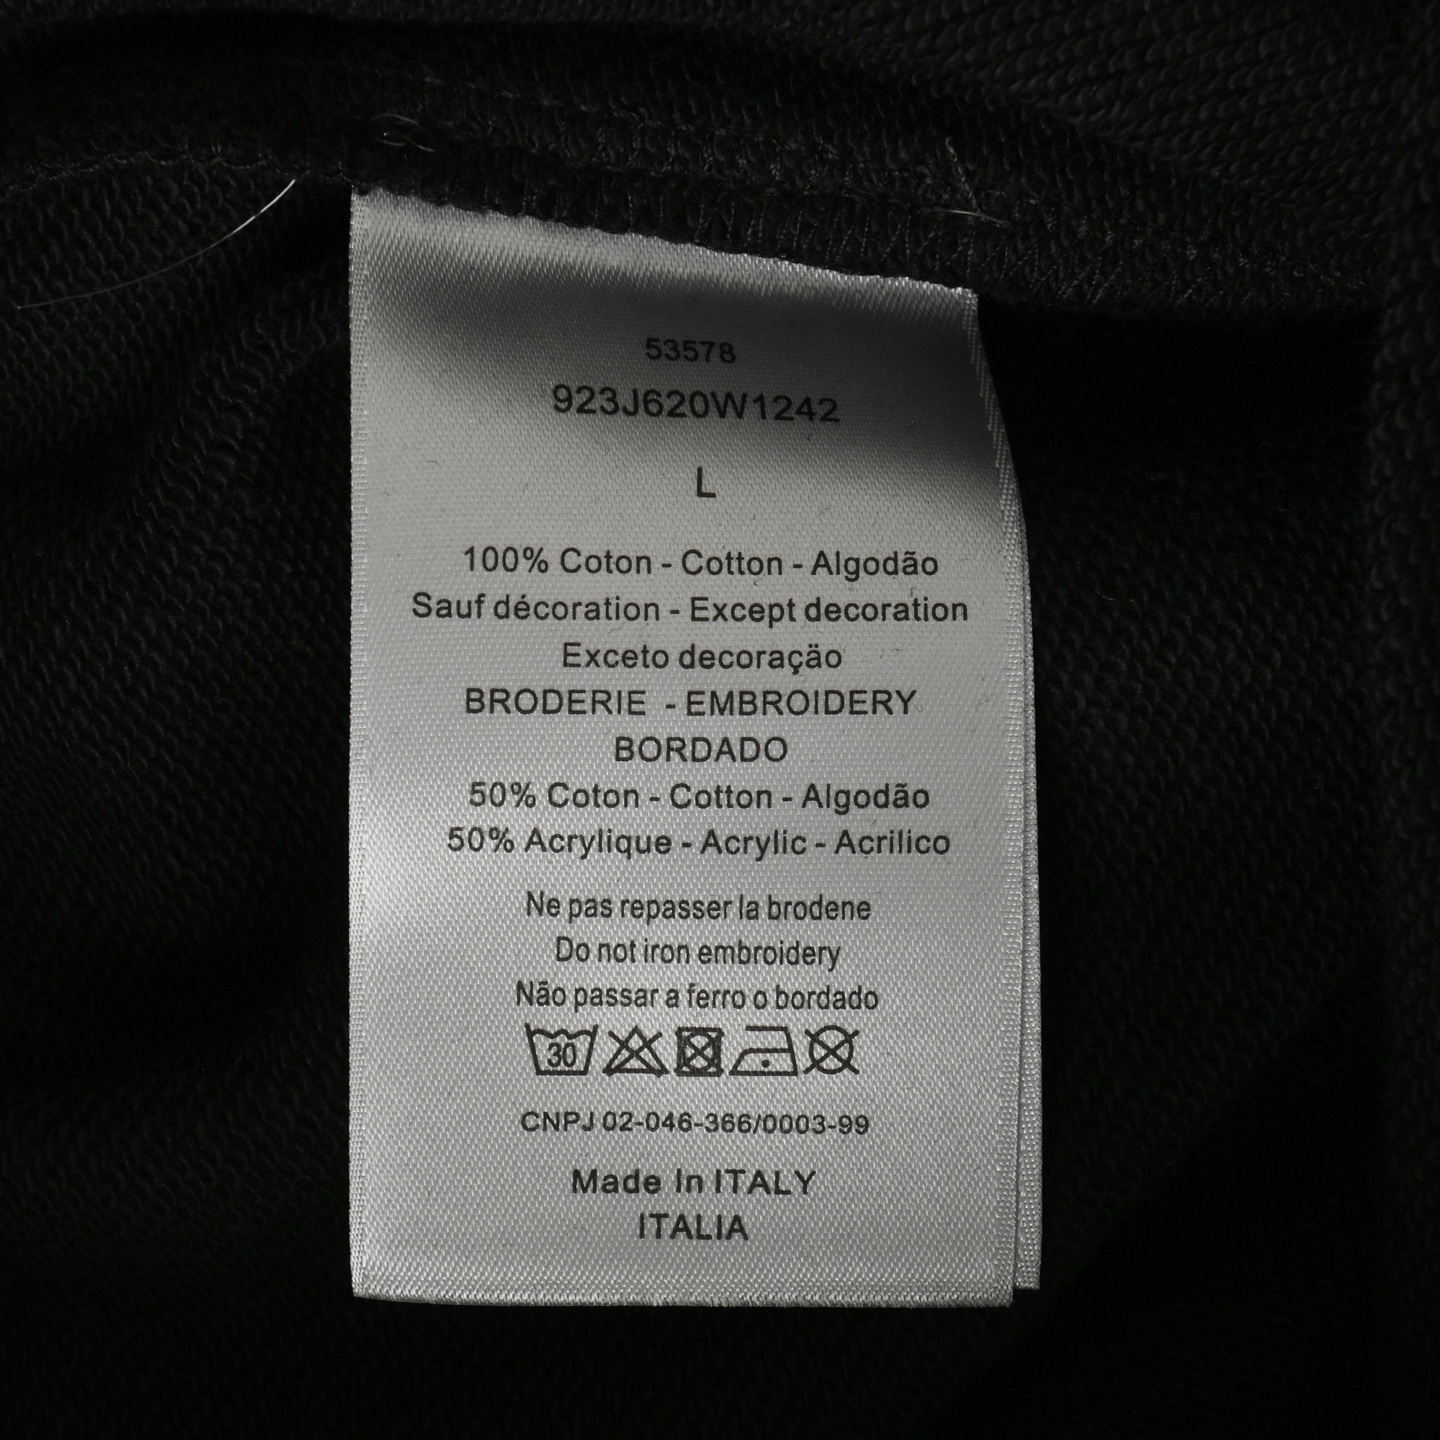 53578
923J620W1242
L
100% Coton - Cotton - Algodão
Sauf décoration - Except decoration
Exceto decoraçäo
BRODERIE - EMBROIDERY
BORDADO
50% Coton - Cotton - Algodão
50% Acrylique - Acrylic - Acrilico
Ne pas repasser la brodene
Do not iron embroidery
Não passar a ferro o bordado
30
CNPJ 02-046-366/0003-99
Made In ITALY
ITALIA